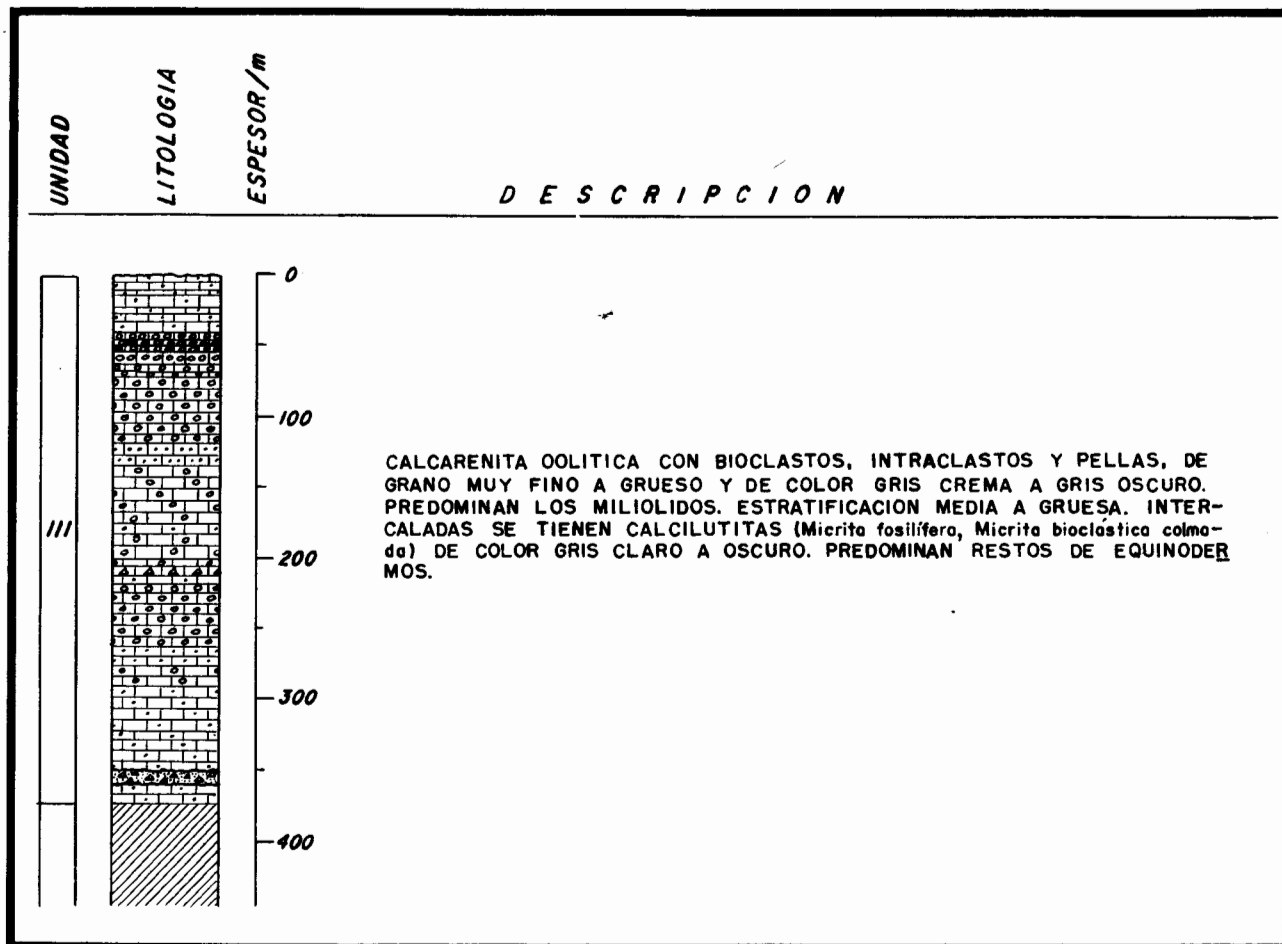 UNIDAD
LITOLOGIA
ESPESOR/m
DESCRIPCION
0
100
CALCARENITA OOLITICA CON BIOCLASTOS, INTRACLASTOS Y PELLAS, DE
GRANO MUY FINO A GRUESO Y DE COLOR GRIS CREMA A GRIS OSCURO.
PREDOMINAN LOS MILIOLIDOS. ESTRATIFICACION MEDIA A GRUESA. INTER-
CALADAS SE TIENEN CALCILUTITAS (Micrita fosilífera, Micrita bioclástica colma-
da) DE COLOR GRIS CLARO A OSCURO. PREDOMINAN RESTOS DE EQUINODER
MOS.
III
200
300
400